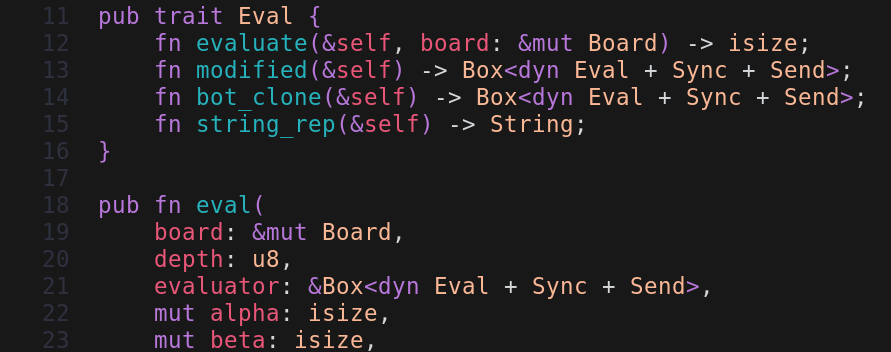 11 pub trait Eval {
12     fn evaluate(&self, board: &mut Board) -> isize;
13     fn modified(&self) -> Box<dyn Eval + Sync + Send>;
14     fn bot_clone(&self) -> Box<dyn Eval + Sync + Send>;
15     fn string_rep(&self) -> String;
16 }
17
18 pub fn eval(
19     board: &mut Board,
20     depth: u8,
21     evaluator: &Box<dyn Eval + Sync + Send>,
22     mut alpha: isize,
23     mut beta: isize,